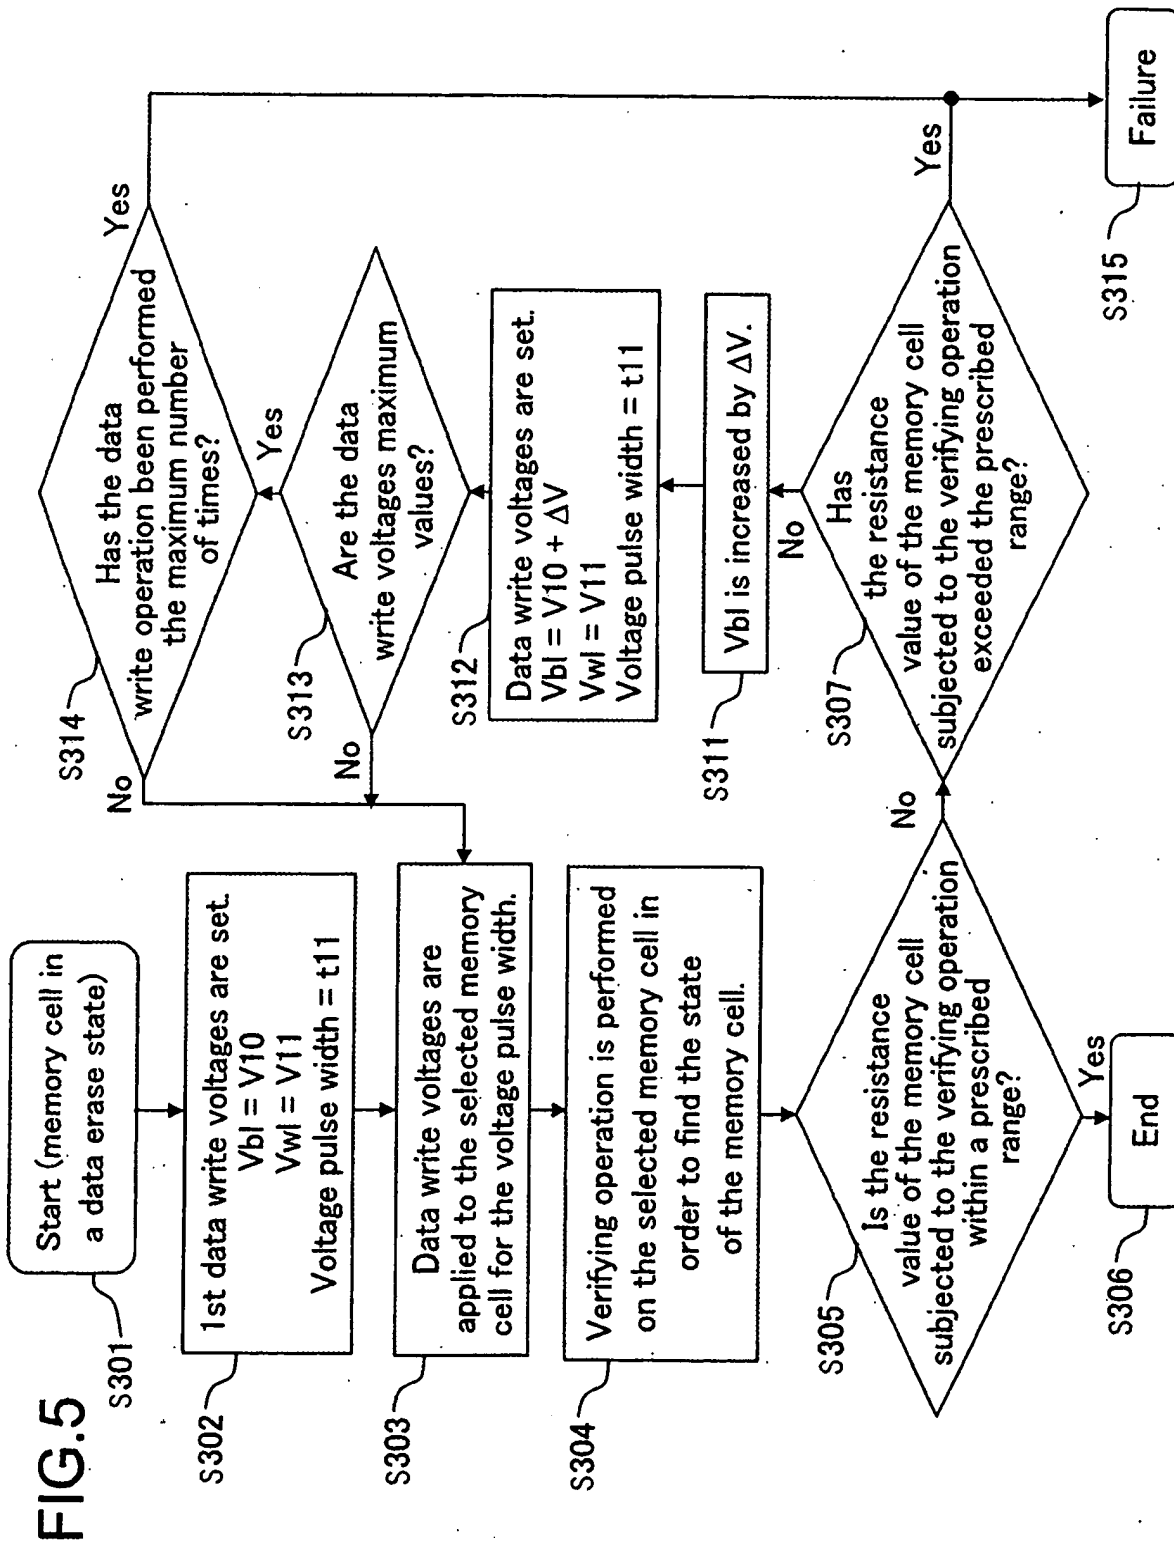 FIG.5
S301
Start (memory cell in
a data erase state)
S302
1st data write voltages are set.
Vbl = V10
Vwl = V11
Voltage pulse width = t11
S303
Data write voltages are
applied to the selected memory
cell for the voltage pulse width.
S304
Verifying operation is performed
on the selected memory cell in
order to find the state
of the memory cell.
S305
Is the resistance
value of the memory cell
subjected to the verifying operation
within a prescribed
range?
Yes
No
S306
End
S307
Has
the resistance
value of the memory cell
subjected to the verifying operation
exceeded the prescribed
range?
No
Yes
S311
Vbl is increased by ΔV.
S312
Data write voltages are set.
Vbl = V10 + ΔV
Vwl = V11
Voltage pulse width = t11
S313
Are the data
write voltages maximum
values?
No
Yes
S314
Has the data
write operation been performed
the maximum number
of times?
No
Yes
S315
Failure